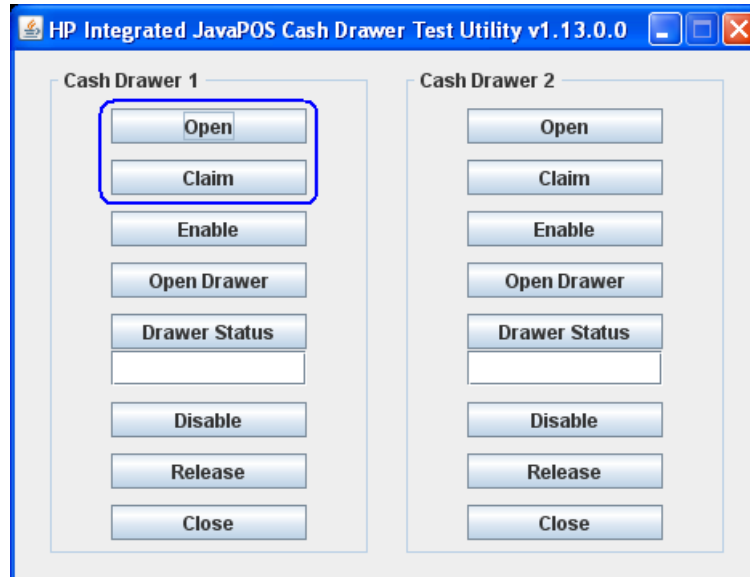 HP Integrated JavaPOS Cash Drawer Test Utility v1.13.0.0
Cash Drawer 1
Open
Claim
Enable
Open Drawer
Drawer Status
Disable
Release
Close
Cash Drawer 2
Open
Claim
Enable
Open Drawer
Drawer Status
Disable
Release
Close